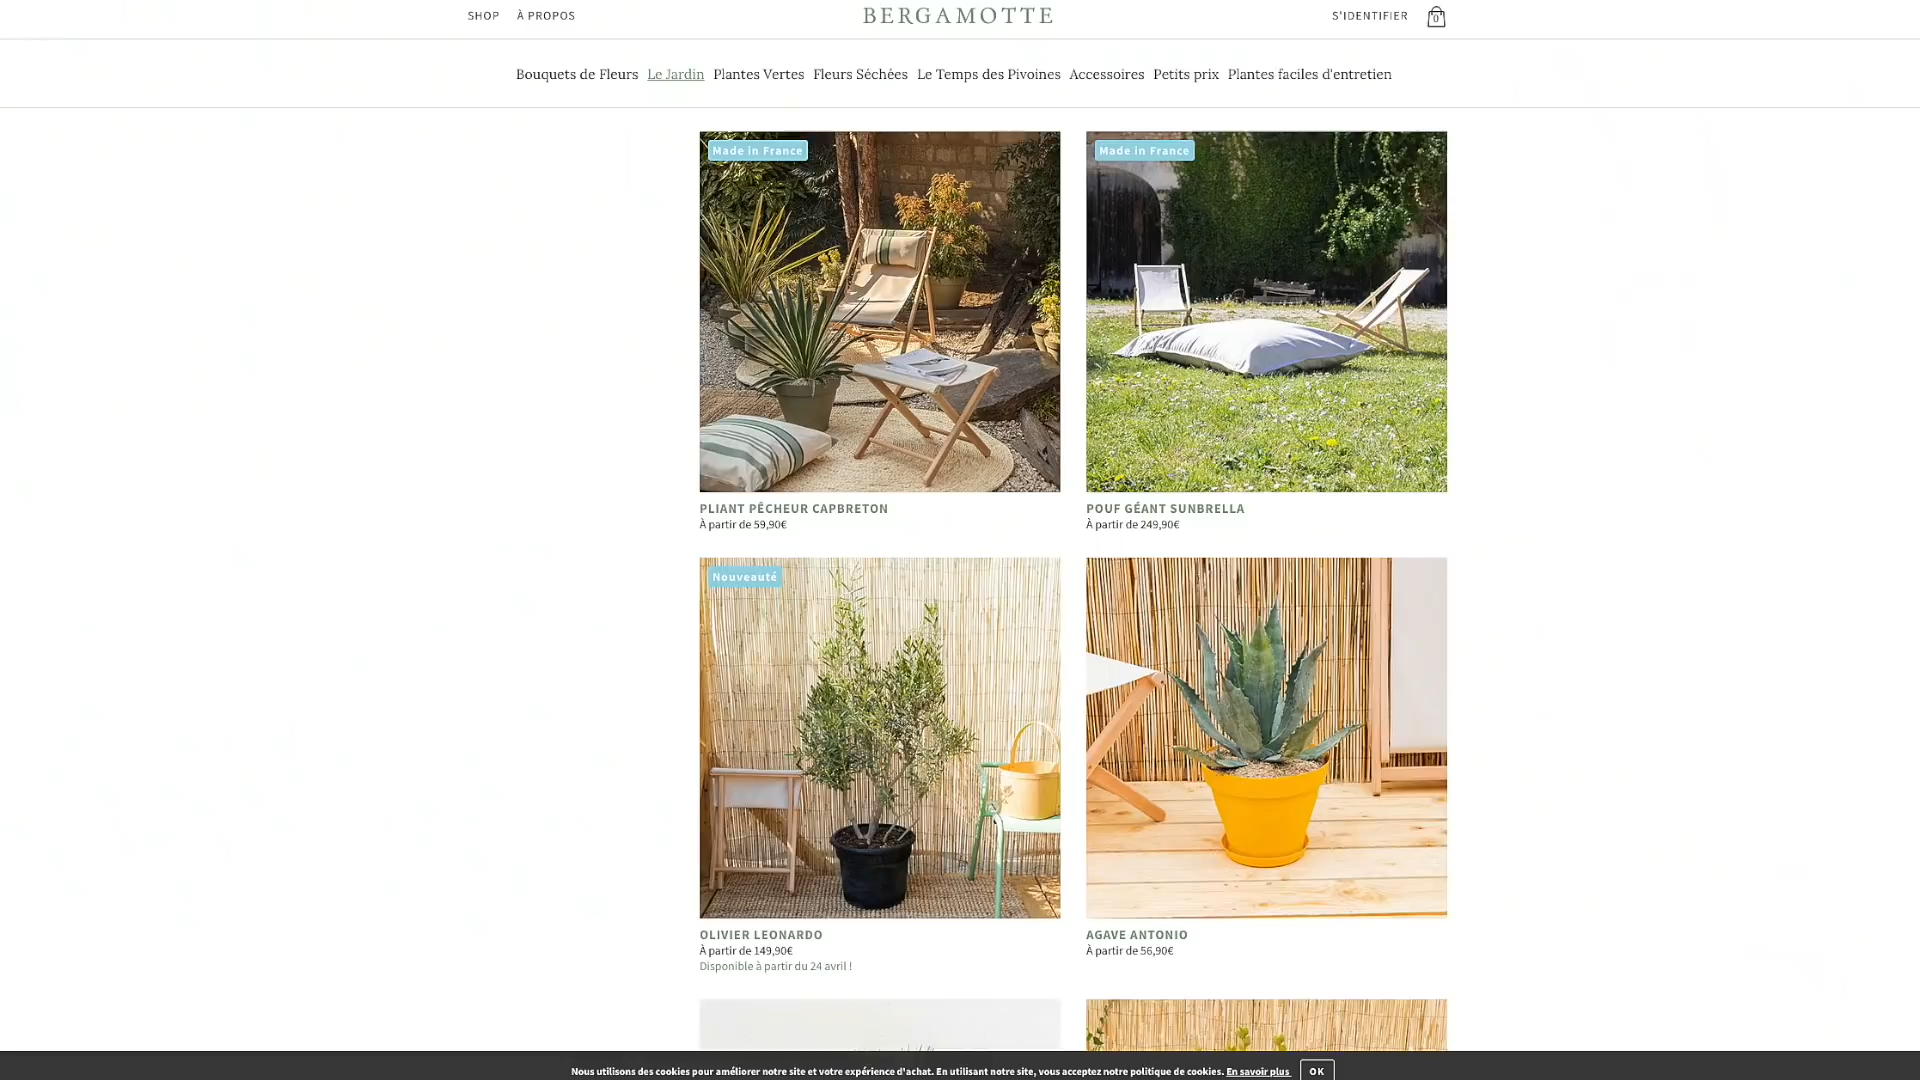 SHOP À PROPOS BERGAMOTTE S'IDENTIFIER 0
Bouquets de Fleurs Le Jardin Plantes Vertes Fleurs Séchées Le Temps des Pivoines Accessoires Petits prix Plantes faciles d'entretien
Made in France
Made in France
PLIANT PÊCHEUR CAPBRETON
À partir de 59,90€
POUF GÉANT SUNBRELLA
À partir de 249,90€
Nouveauté
OLIVIER LEONARDO
À partir de 149,90€
Disponible à partir du 24 avril !
AGAVE ANTONIO
À partir de 56,90€
Nous utilisons des cookies pour améliorer notre site et votre expérience d'achat. En utilisant notre site, vous acceptez notre politique de cookies. En savoir plus OK